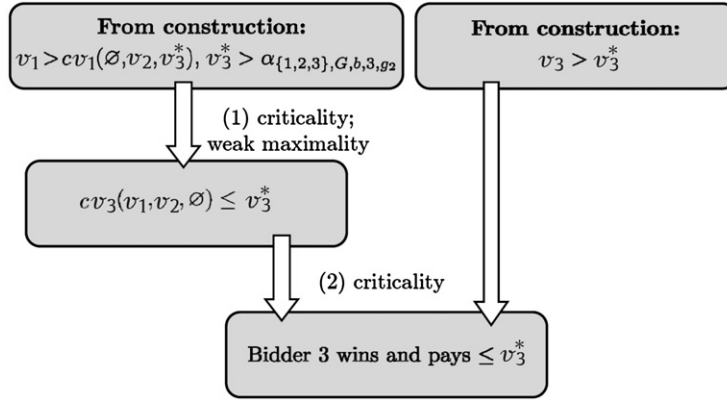 From construction:
v₁>cv₁(∅,v₂,v₃*), v₃* > α_{1,2,3},G,b,3,g₂
From construction:
v₃ > v₃*
(1) criticality;
weak maximality
cv₃(v₁,v₂,∅) ≤ v₃*
(2) criticality
Bidder 3 wins and pays ≤ v₃*